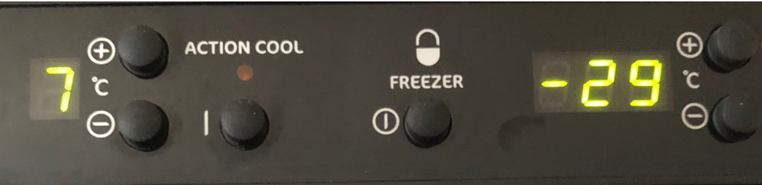 7 °C
ACTION COOL
FREEZER
-29 °C